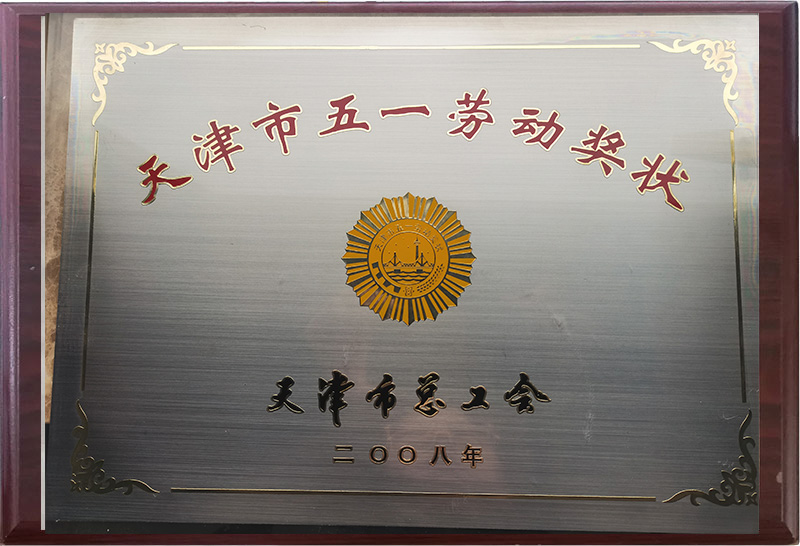 天津市五一劳动奖状
天津市总工会
二〇〇八年